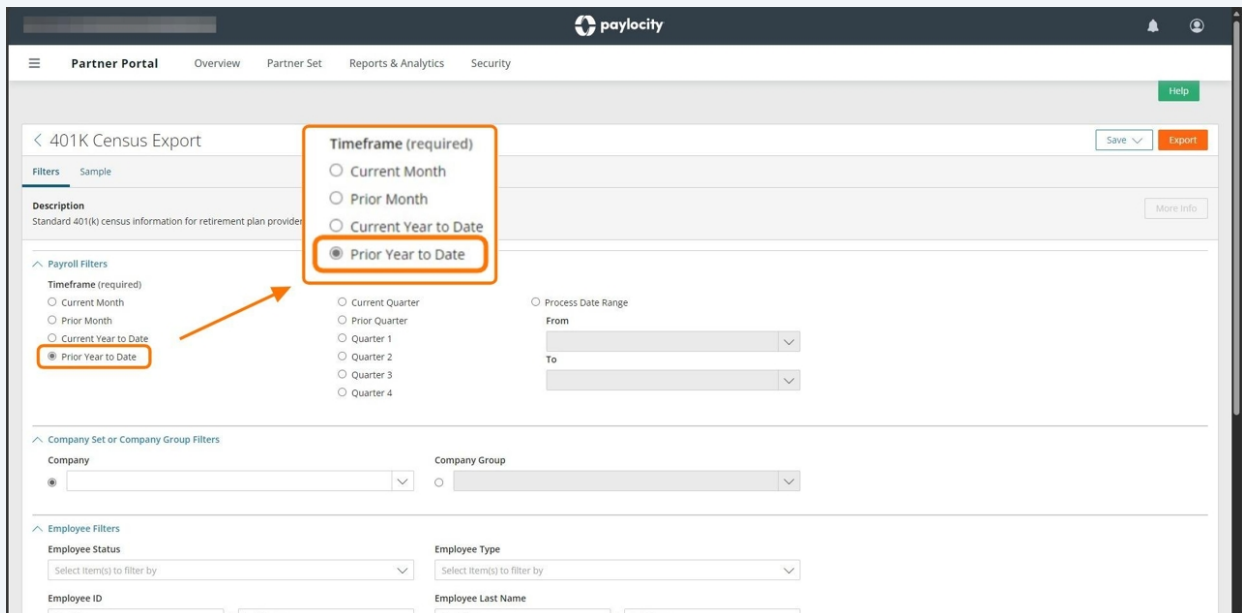 paylocity
Partner Portal Overview Partner Set Reports & Analytics Security
Help
401K Census Export
Save
Export
Filters Sample
Description
Standard 401(k) census information for retirement plan provider
More Info
Timeframe (required)
Current Month
Prior Month
Current Year to Date
Prior Year to Date
Payroll Filters
Timeframe (required)
Current Month
Prior Month
Current Year to Date
Prior Year to Date
Current Quarter
Prior Quarter
Quarter 1
Quarter 2
Quarter 3
Quarter 4
Process Date Range
From
To
Company Set or Company Group Filters
Company
Company Group
Employee Filters
Employee Status
Select item(s) to filter by
Employee Type
Select item(s) to filter by
Employee ID
Employee Last Name